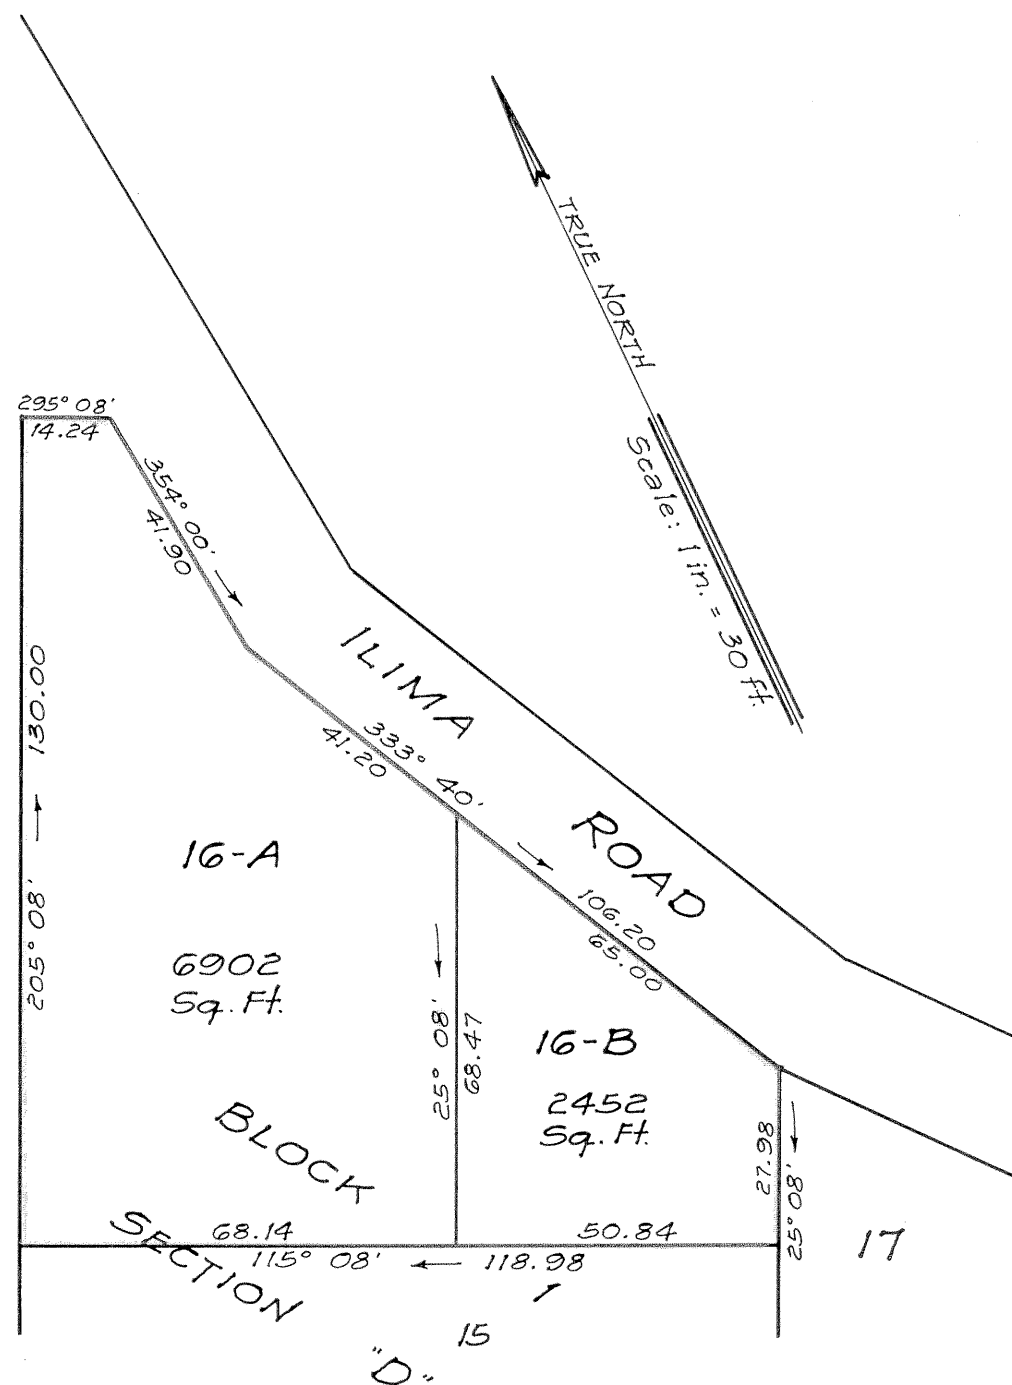 TRUE NORTH
Scale: 1 in. = 30 ft.
295° 08'
14.24
354° 00'
41.90
ILIMA
ROAD
333° 40'
41.20
106.20
65.00
130.00
205° 08'
16-A
6902
Sq. Ft.
25° 08'
68.47
16-B
2452
Sq. Ft.
27.98
25° 08'
BLOCK
1
68.14
50.84
115° 08'
118.98
SECTION
"D"
15
17